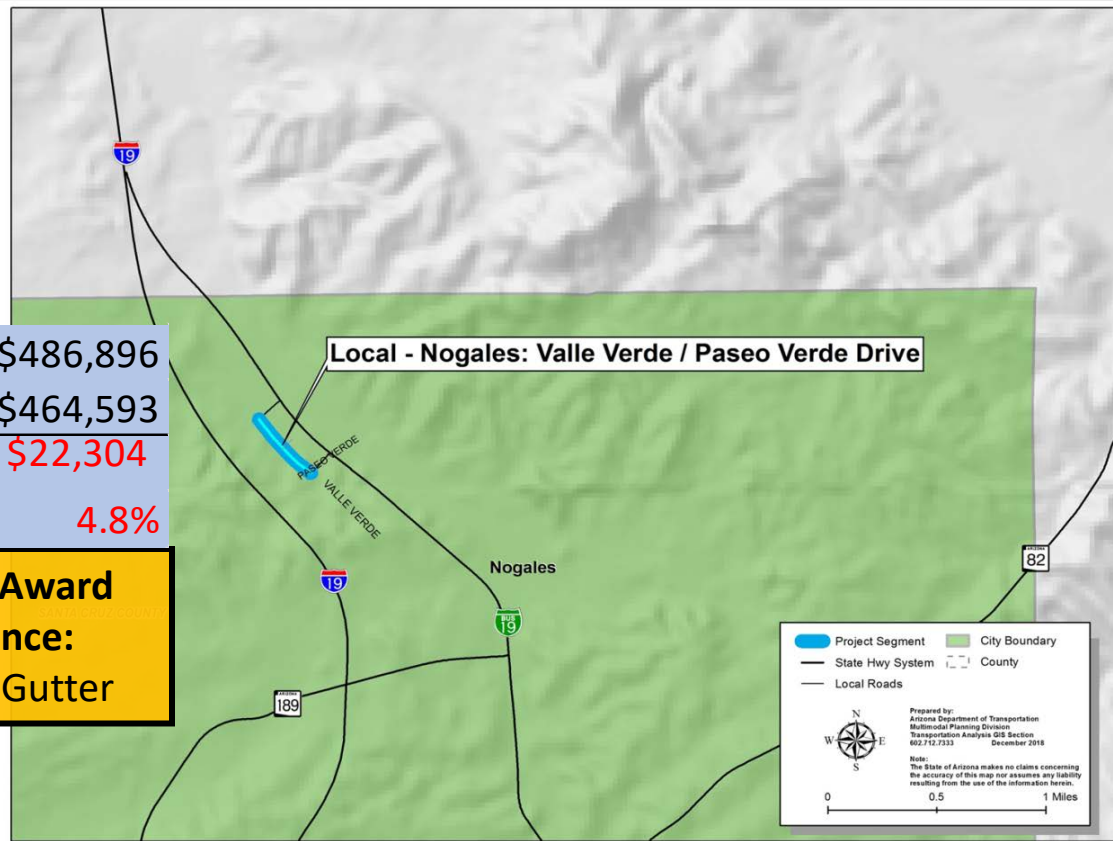 19
$486,896
$464,593
$22,304
4.8%
Award
nce:
Gutter
Local - Nogales: Valle Verde / Paseo Verde Drive
PASEO VERDE
VALLE VERDE
19
Nogales
BUS
19
ARIZONA
82
ARIZONA
189
SANTA CRUZ COUNTY
Project Segment
City Boundary
State Hwy System
County
Local Roads
N
W
E
S
Prepared by:
Arizona Department of Transportation
Multimodal Planning Division
Transportation Analysis GIS Section
602.712.7333 December 2018
Note:
The State of Arizona makes no claims concerning
the accuracy of this map nor assumes any liability
resulting from the use of the information herein.
0 0.5 1 Miles